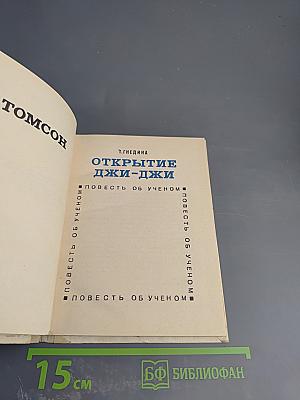 ТОМСОН
Т. ГНЕДИНА
ОТКРЫТИЕ
ДЖИ-ДЖИ
ПОВЕСТЬ ОБ УЧЕНОМ
ПОВЕСТЬ ОБ УЧЕНОМ
ПОВЕСТЬ ОБ УЧЕНОМ
ПОВЕСТЬ ОБ УЧЕНОМ
15 см
БФ БИБЛИОФАН